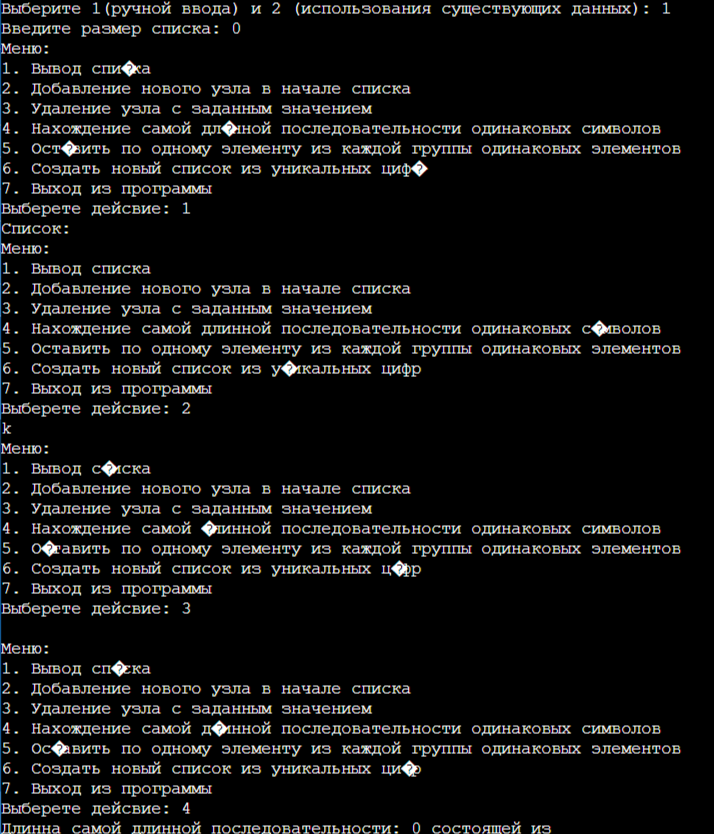 Выберите 1(ручной ввода) и 2 (использования существующих данных): 1
Введите размер списка: 0
Меню:
1. Вывод спи�ка
2. Добавление нового узла в начале списка
3. Удаление узла с заданным значением
4. Нахождение самой дл�нной последовательности одинаковых символов
5. Ост�вить по одному элементу из каждой группы одинаковых элементов
6. Создать новый список из уникальных циф�
7. Выход из программы
Выберете дейсвие: 1
Список:
Меню:
1. Вывод списка
2. Добавление нового узла в начале списка
3. Удаление узла с заданным значением
4. Нахождение самой длинной последовательности одинаковых с�мволов
5. Оставить по одному элементу из каждой группы одинаковых элементов
6. Создать новый список из у�икальных цифр
7. Выход из программы
Выберете дейсвие: 2
k
Меню:
1. Вывод с�иска
2. Добавление нового узла в начале списка
3. Удаление узла с заданным значением
4. Нахождение самой �линной последовательности одинаковых символов
5. О�тавить по одному элементу из каждой группы одинаковых элементов
6. Создать новый список из уникальных ц�фр
7. Выход из программы
Выберете дейсвие: 3
Меню:
1. Вывод сп�ска
2. Добавление нового узла в начале списка
3. Удаление узла с заданным значением
4. Нахождение самой д�инной последовательности одинаковых символов
5. Ос�авить по одному элементу из каждой группы одинаковых элементов
6. Создать новый список из уникальных ци�р
7. Выход из программы
Выберете дейсвие: 4
Длинна самой длинной последовательности: 0 состоящей из